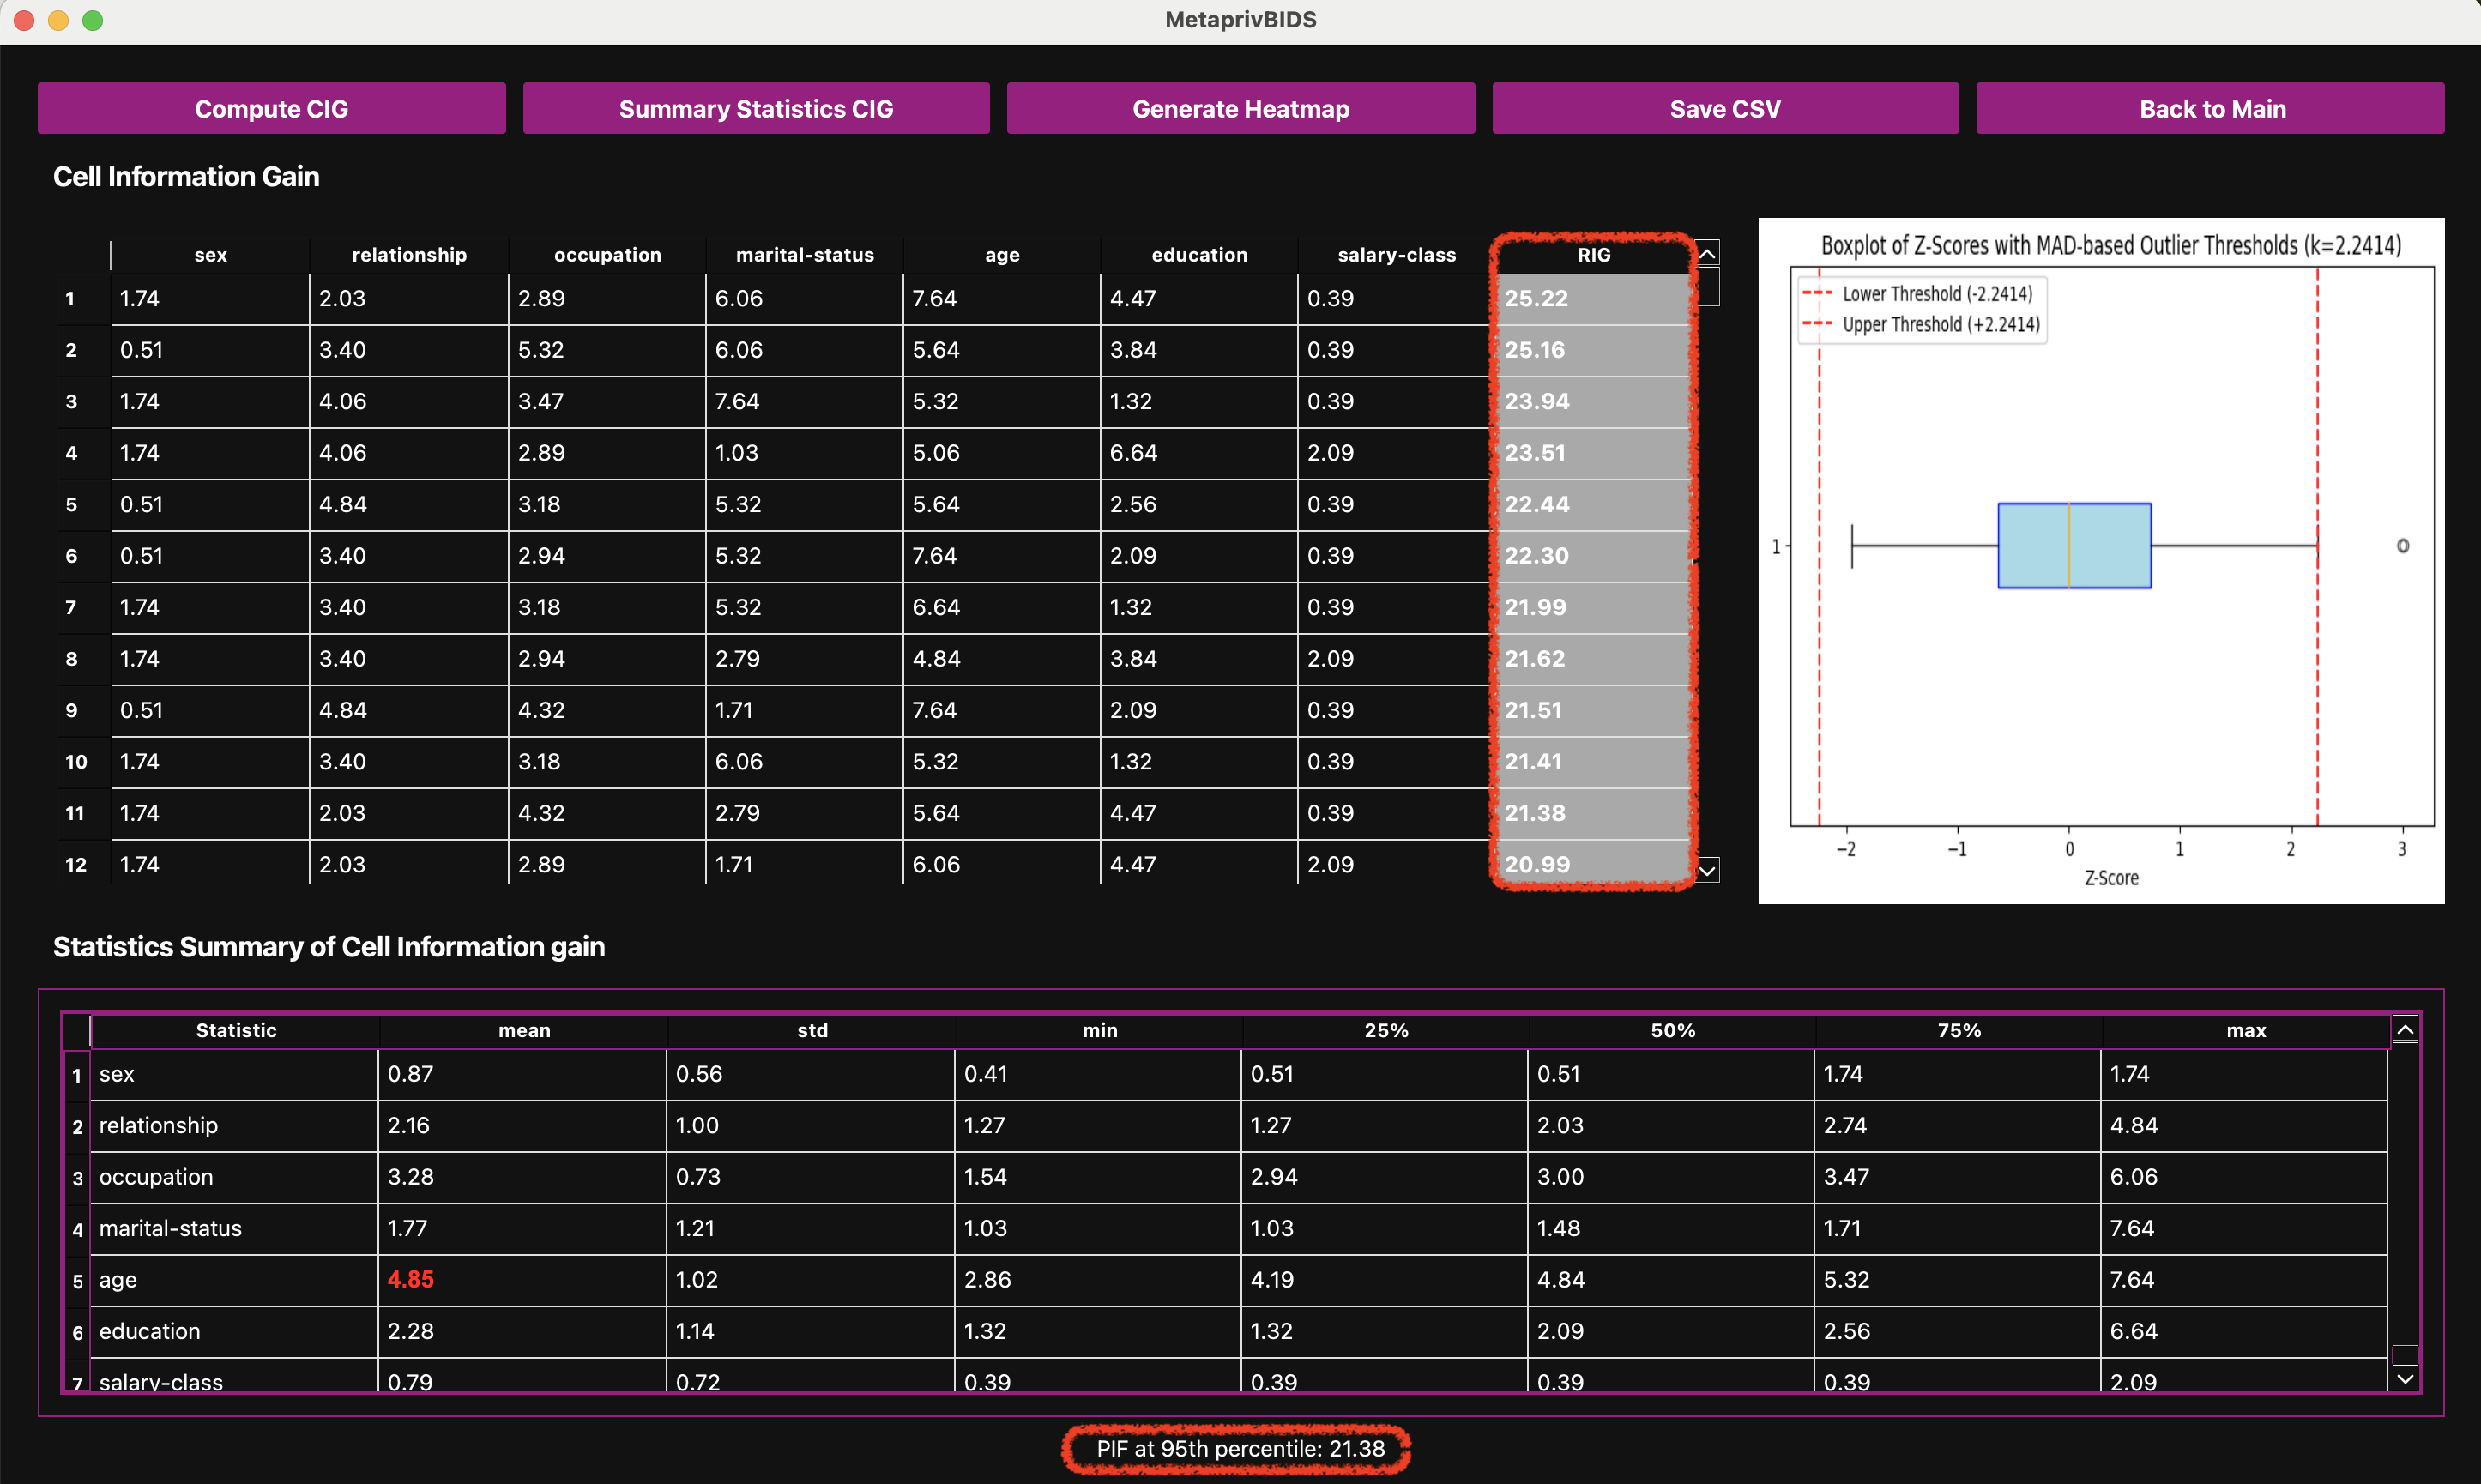 MetaprivBIDS
Compute CIG Summary Statistics CIG Generate Heatmap Save CSV Back to Main
Cell Information Gain
sex relationship occupation marital-status age education salary-class RIG
1 1.74 2.03 2.89 6.06 7.64 4.47 0.39 25.22
2 0.51 3.40 5.32 6.06 5.64 3.84 0.39 25.16
3 1.74 4.06 3.47 7.64 5.32 1.32 0.39 23.94
4 1.74 4.06 2.89 1.03 5.06 6.64 2.09 23.51
5 0.51 4.84 3.18 5.32 5.64 2.56 0.39 22.44
6 0.51 3.40 2.94 5.32 7.64 2.09 0.39 22.30
7 1.74 3.40 3.18 5.32 6.64 1.32 0.39 21.99
8 1.74 3.40 2.94 2.79 4.84 3.84 2.09 21.62
9 0.51 4.84 4.32 1.71 7.64 2.09 0.39 21.51
10 1.74 3.40 3.18 6.06 5.32 1.32 0.39 21.41
11 1.74 2.03 4.32 2.79 5.64 4.47 0.39 21.38
12 1.74 2.03 2.89 1.71 6.06 4.47 2.09 20.99
Boxplot of Z-Scores with MAD-based Outlier Thresholds (k=2.2414)
Lower Threshold (-2.2414)
Upper Threshold (+2.2414)
1
−2 −1 0 1 2 3
Z-Score
Statistics Summary of Cell Information gain
Statistic mean std min 25% 50% 75% max
1 sex 0.87 0.56 0.41 0.51 0.51 1.74 1.74
2 relationship 2.16 1.00 1.27 1.27 2.03 2.74 4.84
3 occupation 3.28 0.73 1.54 2.94 3.00 3.47 6.06
4 marital-status 1.77 1.21 1.03 1.03 1.48 1.71 7.64
5 age 4.85 1.02 2.86 4.19 4.84 5.32 7.64
6 education 2.28 1.14 1.32 1.32 2.09 2.56 6.64
7 salary-class 0.79 0.72 0.39 0.39 0.39 0.39 2.09
PIF at 95th percentile: 21.38